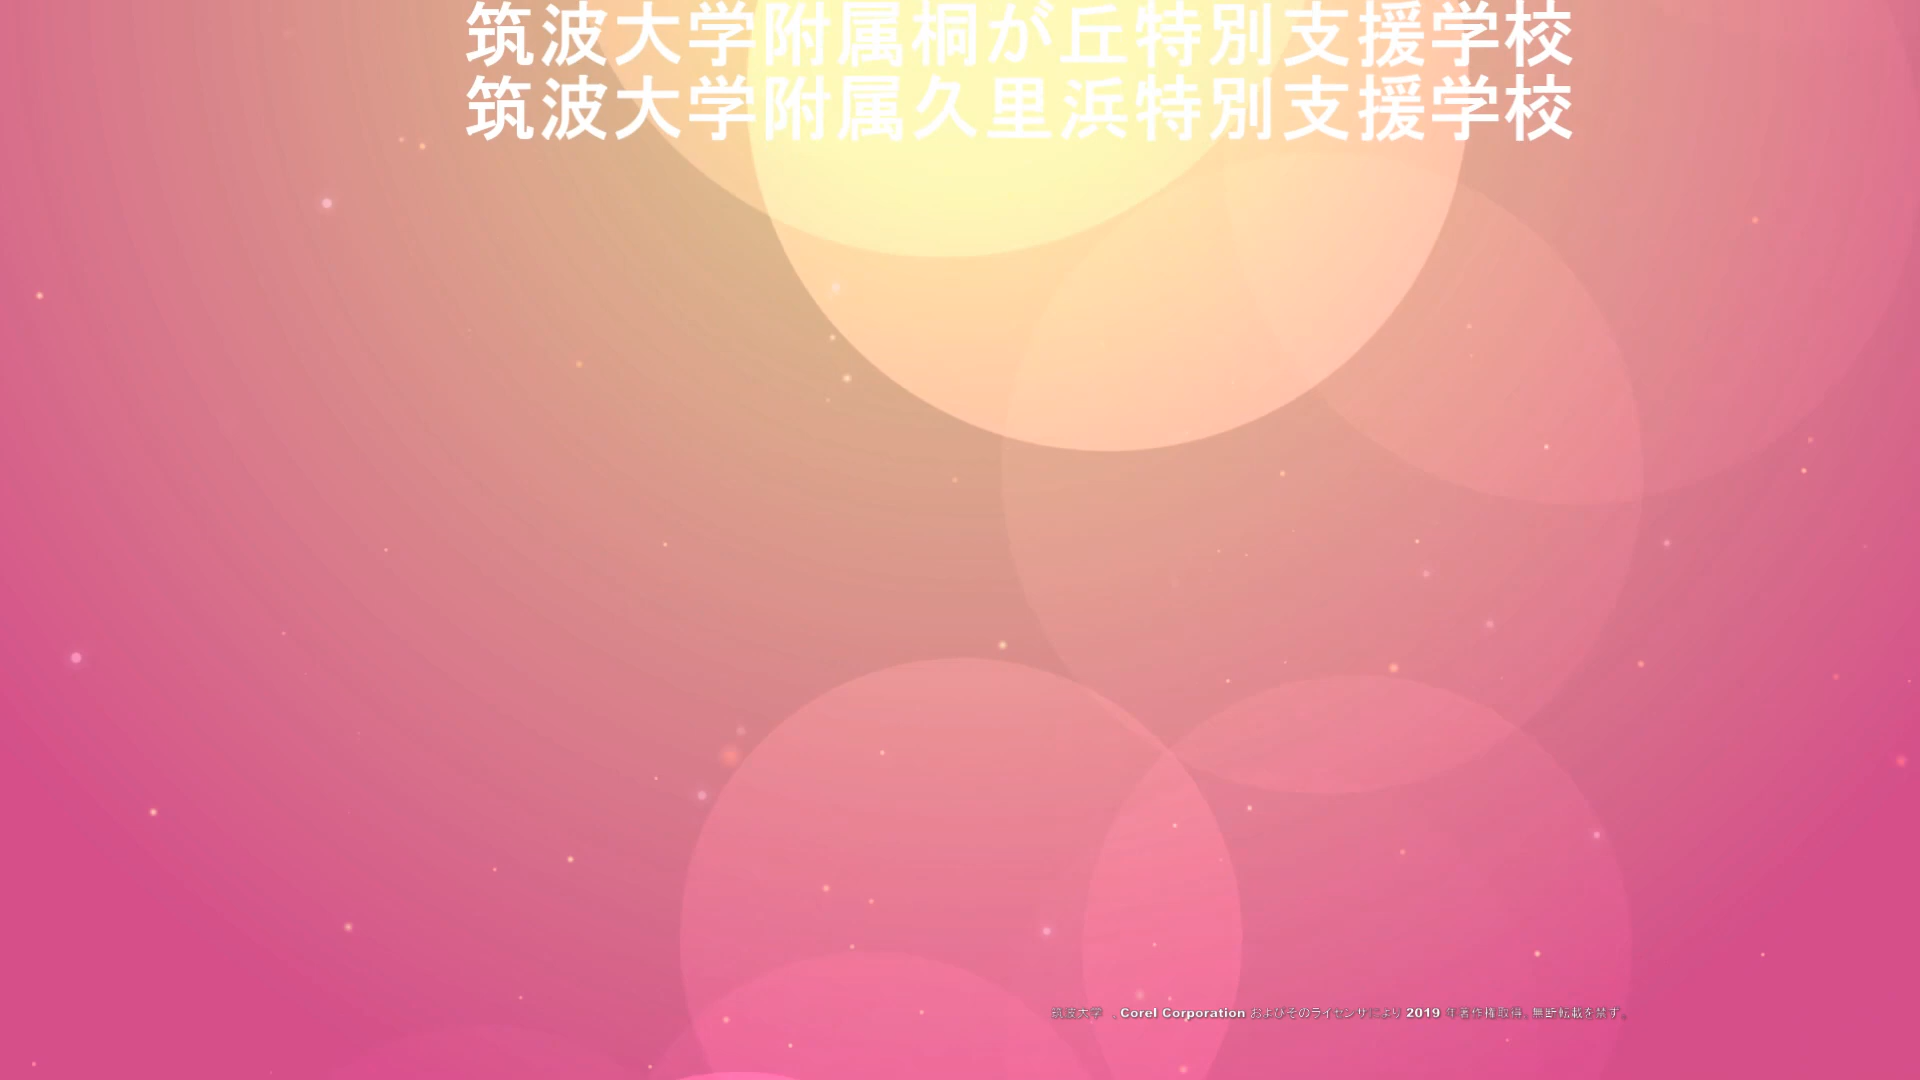 筑波大学附属桐が丘特別支援学校
筑波大学附属久里浜特別支援学校
筑波大学 、Corel Corporation およびそのライセンサにより 2019 年著作権取得。無断転載を禁ず。